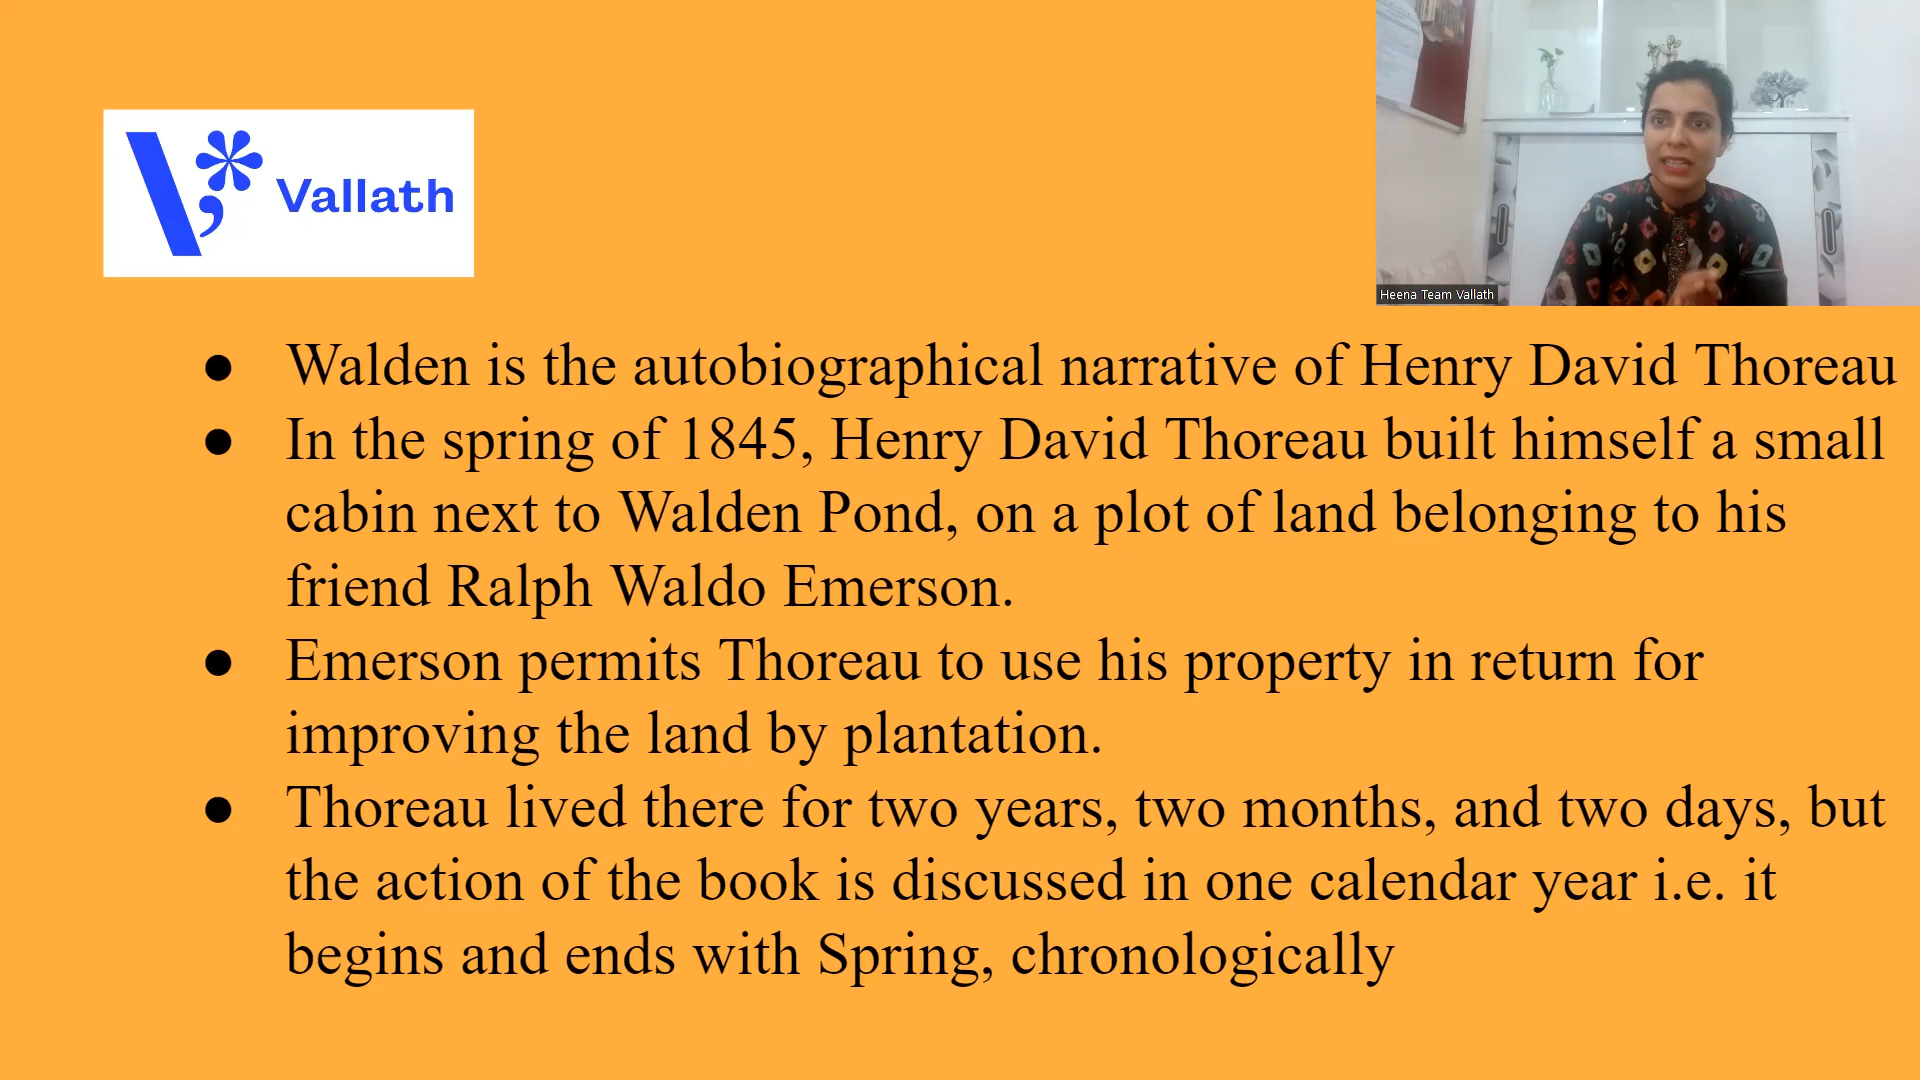 Vallath
Heena Team Vallath
● Walden is the autobiographical narrative of Henry David Thoreau
● In the spring of 1845, Henry David Thoreau built himself a small
cabin next to Walden Pond, on a plot of land belonging to his
friend Ralph Waldo Emerson.
● Emerson permits Thoreau to use his property in return for
improving the land by plantation.
● Thoreau lived there for two years, two months, and two days, but
the action of the book is discussed in one calendar year i.e. it
begins and ends with Spring, chronologically